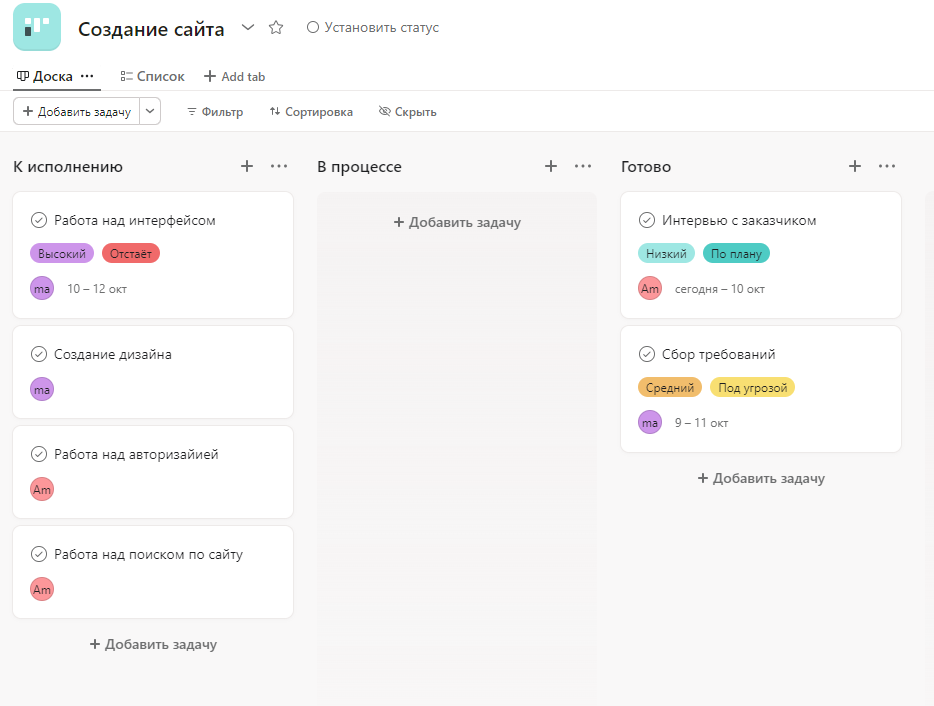 Создание сайта
Установить статус
Доска ···
Список
Add tab
Добавить задачу
Фильтр
Сортировка
Скрыть
К исполнению
Работа над интерфейсом
Высокий
Отстаёт
ma
10 – 12 окт
Создание дизайна
ma
Работа над авторизайией
Am
Работа над поиском по сайту
Am
+ Добавить задачу
В процессе
+ Добавить задачу
Готово
Интервью с заказчиком
Низкий
По плану
Am
сегодня – 10 окт
Сбор требований
Средний
Под угрозой
ma
9 – 11 окт
+ Добавить задачу